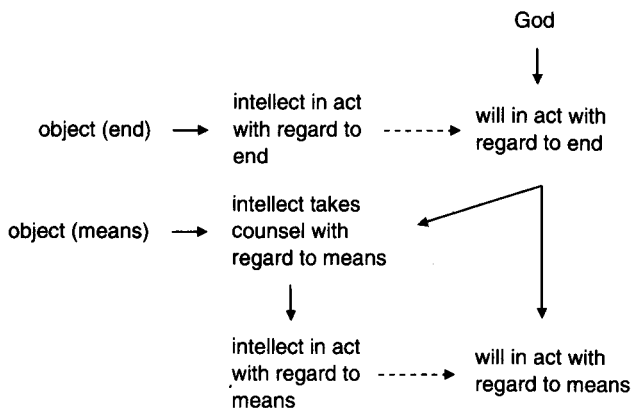 God
object (end)
intellect in act
with regard to
end
will in act with
regard to end
object (means)
intellect takes
counsel with
regard to means
intellect in act
with regard to
means
will in act with
regard to means